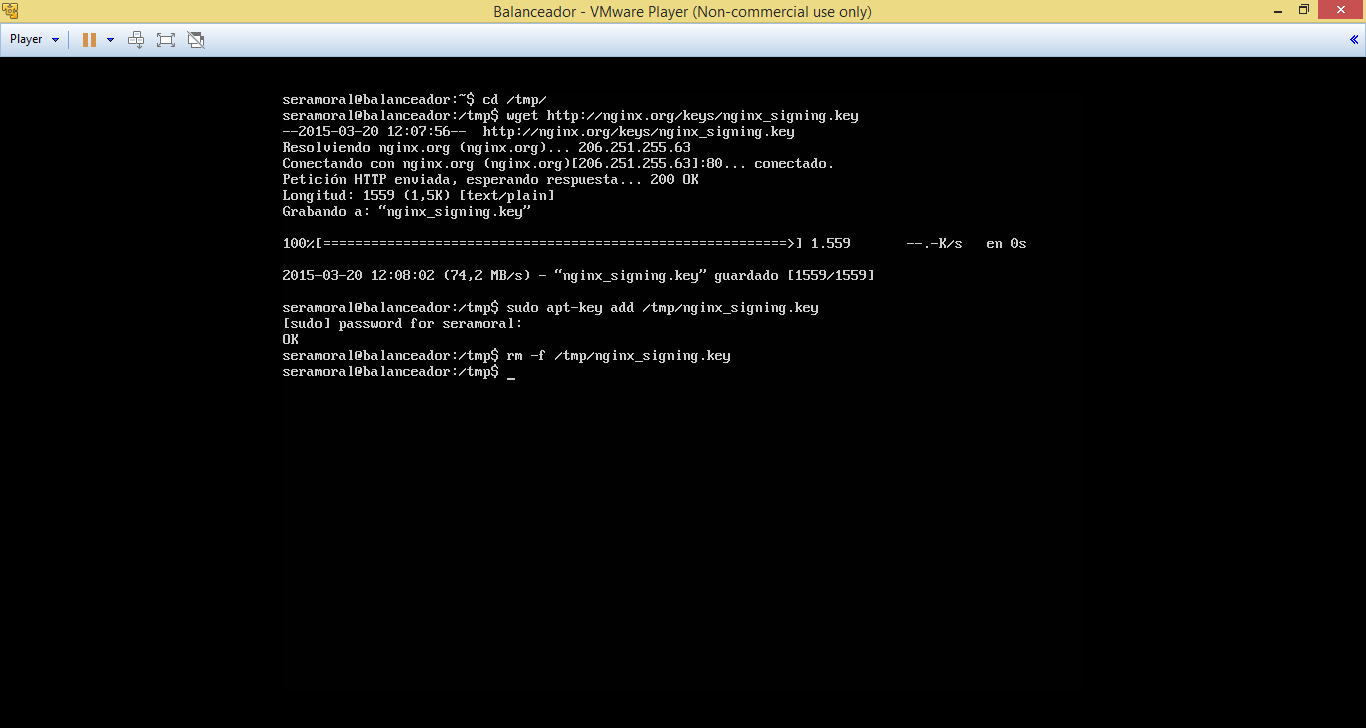 Balanceador - VMware Player (Non-commercial use only)
Player
seramoral@balanceador:~$ cd /tmp/
seramoral@balanceador:/tmp$ wget http://nginx.org/keys/nginx_signing.key
--2015-03-20 12:07:56--  http://nginx.org/keys/nginx_signing.key
Resolviendo nginx.org (nginx.org)... 206.251.255.63
Conectando con nginx.org (nginx.org)[206.251.255.63]:80... conectado.
Petición HTTP enviada, esperando respuesta... 200 OK
Longitud: 1559 (1,5K) [text/plain]
Grabando a: “nginx_signing.key”
100%[==========================================================>] 1.559       --.-K/s   en 0s
2015-03-20 12:08:02 (74,2 MB/s) - “nginx_signing.key” guardado [1559/1559]
seramoral@balanceador:/tmp$ sudo apt-key add /tmp/nginx_signing.key
[sudo] password for seramoral:
OK
seramoral@balanceador:/tmp$ rm -f /tmp/nginx_signing.key
seramoral@balanceador:/tmp$ _